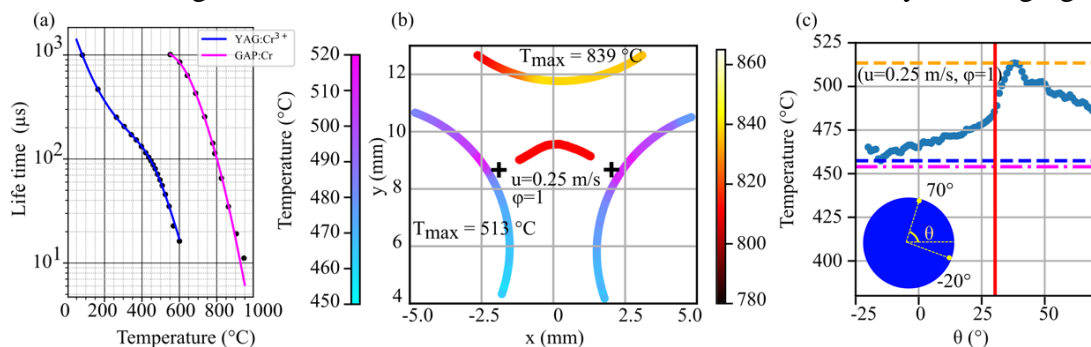 (a)
Life time (μs)
10³
10²
10¹
YAG:Cr³⁺
GAP:Cr
0 200 400 600 800 1000
Temperature (°C)
520
510
500
490
480
470
460
450
Temperature (°C)
(b)
y (mm)
12
10
8
6
4
Tmax = 839 °C
u=0.25 m/s
φ=1
Tmax = 513 °C
-5.0 -2.5 0 2.5 5.0
x (mm)
860
840
820
800
780
(c)
Temperature (°C)
525
500
475
450
425
400
(u=0.25 m/s, φ=1)
70°
θ
-20°
-25 0 25 50
θ (°)